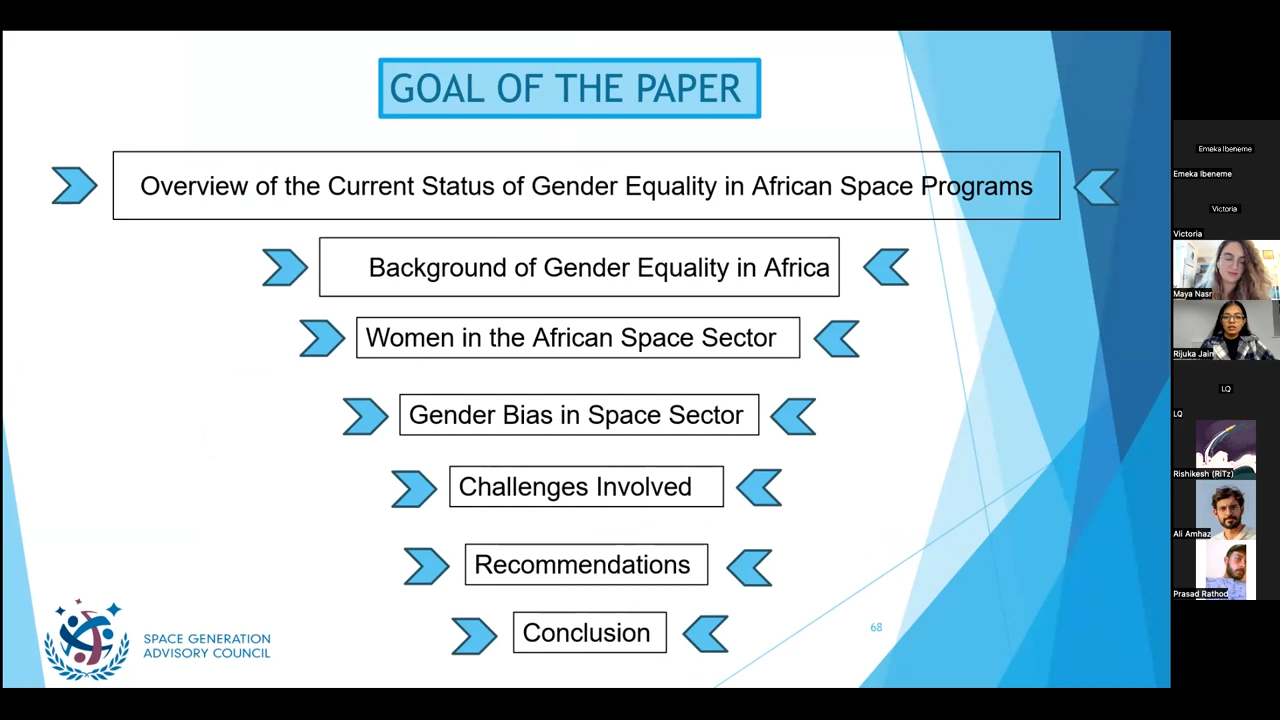 GOAL OF THE PAPER
Overview of the Current Status of Gender Equality in African Space Programs
Background of Gender Equality in Africa
Women in the African Space Sector
Gender Bias in Space Sector
Challenges Involved
Recommendations
Conclusion
68
SPACE GENERATION
ADVISORY COUNCIL
Emeka Ibeneme
Emeka Ibeneme
Victoria
Victoria
Maya Nasr
Rijuka Jain
LQ
LQ
Rishikesh (RiTz)
Ali Amhaz
Prasad Rathod